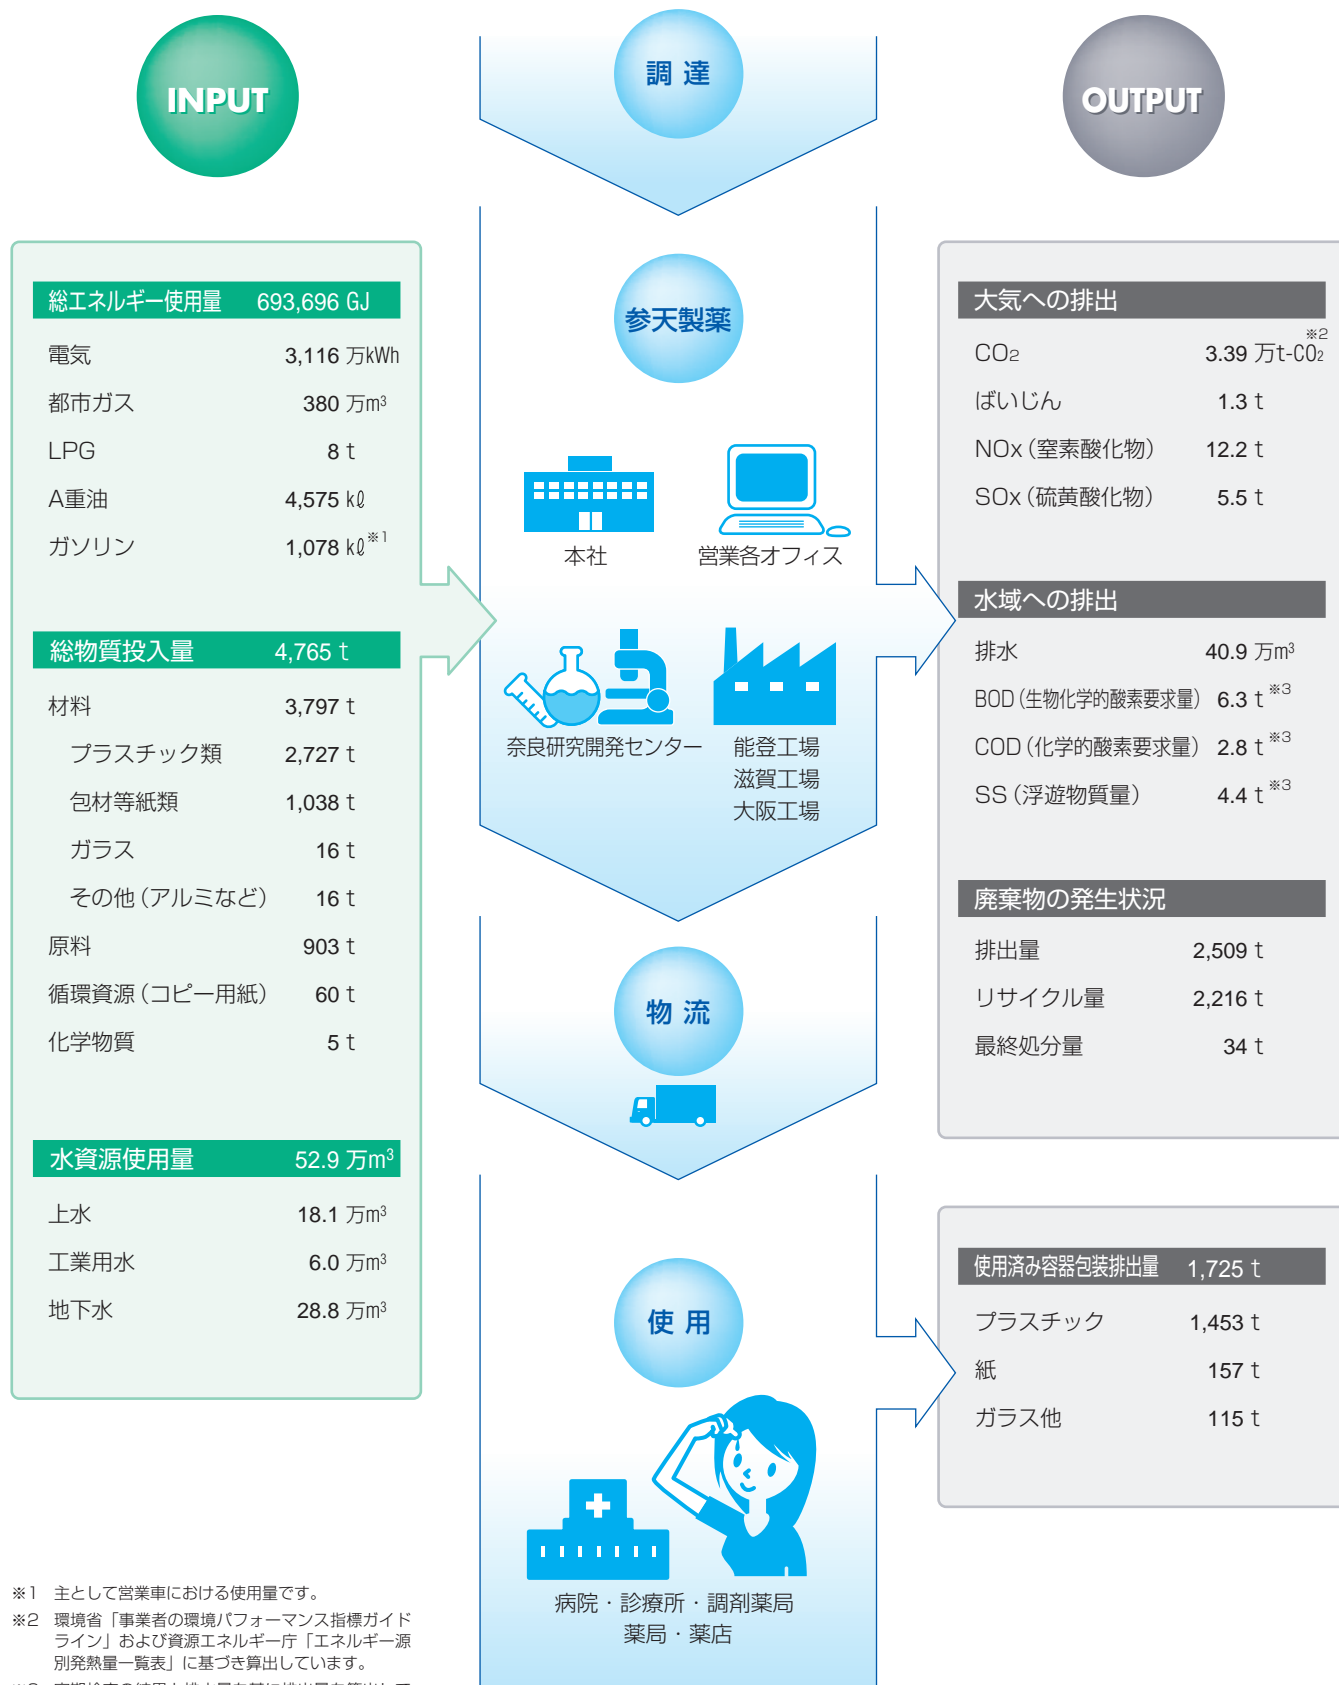 INPUT
総エネルギー使用量 693,696 GJ
電気 3,116 万kWh
都市ガス 380 万m³
LPG 8 t
A重油 4,575 kℓ
ガソリン 1,078 kℓ※1
総物質投入量 4,765 t
材料 3,797 t
プラスチック類 2,727 t
包材等紙類 1,038 t
ガラス 16 t
その他(アルミなど) 16 t
原料 903 t
循環資源(コピー用紙) 60 t
化学物質 5 t
水資源使用量 52.9 万m³
上水 18.1 万m³
工業用水 6.0 万m³
地下水 28.8 万m³
調達
参天製薬
本社 営業各オフィス
奈良研究開発センター 能登工場
滋賀工場
大阪工場
物流
使用
病院・診療所・調剤薬局
薬局・薬店
OUTPUT
大気への排出
CO₂ 3.39 万t-CO₂※2
ばいじん 1.3 t
NOx(窒素酸化物) 12.2 t
SOx(硫黄酸化物) 5.5 t
水域への排出
排水 40.9 万m³
BOD(生物化学的酸素要求量) 6.3 t※3
COD(化学的酸素要求量) 2.8 t※3
SS(浮遊物質量) 4.4 t※3
廃棄物の発生状況
排出量 2,509 t
リサイクル量 2,216 t
最終処分量 34 t
使用済み容器包装排出量 1,725 t
プラスチック 1,453 t
紙 157 t
ガラス他 115 t
※1 主として営業車における使用量です。
※2 環境省「事業者の環境パフォーマンス指標ガイド
ライン」および資源エネルギー庁「エネルギー源
別発熱量一覧表」に基づき算出しています。